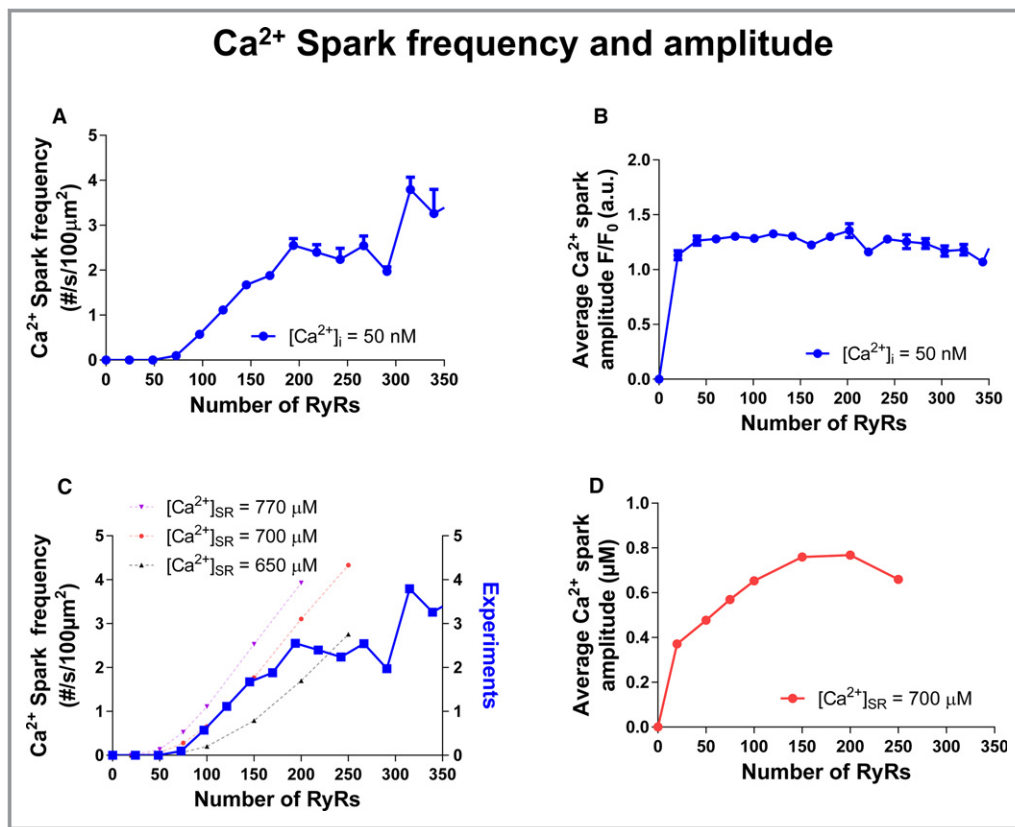 Ca²⁺ Spark frequency and amplitude
A
Ca²⁺ Spark frequency
(#/s/100μm²)
5
4
3
2
1
0
[Ca²⁺]ᵢ = 50 nM
0 50 100 150 200 250 300 350
Number of RyRs
B
Average Ca²⁺ spark
amplitude F/F₀ (a.u.)
2.0
1.5
1.0
0.5
0.0
[Ca²⁺]ᵢ = 50 nM
0 50 100 150 200 250 300 350
Number of RyRs
C
[Ca²⁺]SR = 770 μM
[Ca²⁺]SR = 700 μM
[Ca²⁺]SR = 650 μM
Ca²⁺ Spark frequency
(#/s/100μm²)
5
4
3
2
1
0
5
4
3
2
1
0
Experiments
0 50 100 150 200 250 300 350
Number of RyRs
D
Average Ca²⁺ spark
amplitude (μM)
1.0
0.8
0.6
0.4
0.2
0.0
[Ca²⁺]SR = 700 μM
0 50 100 150 200 250 300 350
Number of RyRs